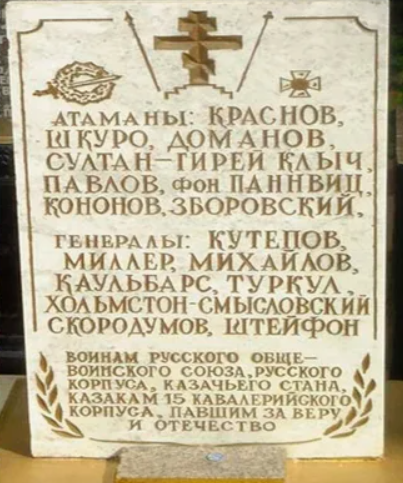 АТАМАНЫ: КРАСНОВ,
ШКУРО, ДОМАНОВ,
СУЛТАН-ГИРЕЙ КЛЫЧ,
ПАВЛОВ, ФОН ПАННВИЦ,
КОНОНОВ, ЗБОРОВСКИЙ,
ГЕНЕРАЛЫ: КУТЕПОВ,
МИЛЛЕР, МИХАЙЛОВ,
КАУЛЬБАРС, ТУРКУЛ,
ХОЛЬМСТОН-СМЫСЛОВСКИЙ
СКОРОДУМОВ, ШТЕЙФОН
ВОИНАМ РУССКОГО ОБЩЕ-
ВОИНСКОГО СОЮЗА, РУССКОГО
КОРПУСА, КАЗАЧЬЕГО СТАНА,
КАЗАКАМ 15 КАВАЛЕРИЙСКОГО
КОРПУСА, ПАВШИМ ЗА ВЕРУ
И ОТЕЧЕСТВО